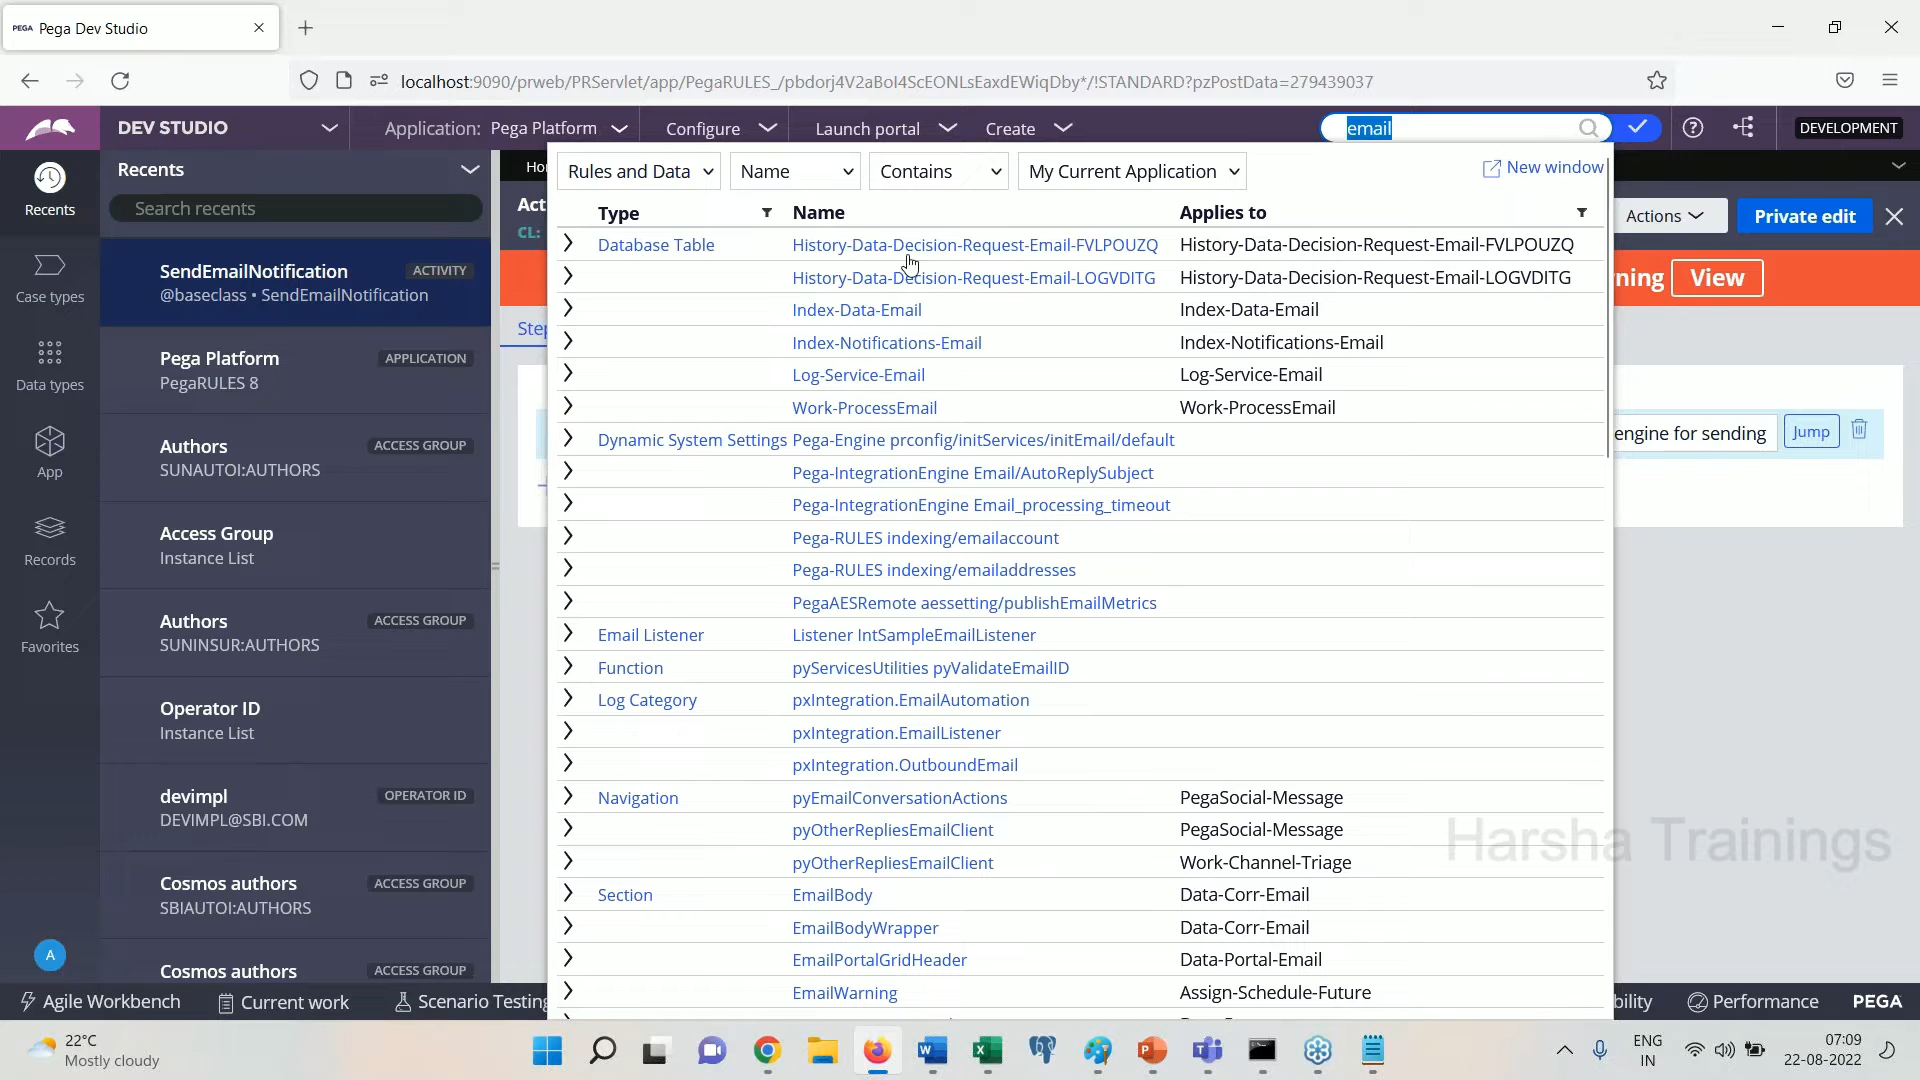 PEGA Pega Dev Studio
localhost:9090/prweb/PRServlet/app/PegaRULES_/pbdorj4V2aBoI4ScEONLsEaxdEWiqDby*/!STANDARD?pzPostData=279439037
DEV STUDIO
Application: Pega Platform
Configure
Launch portal
Create
email
DEVELOPMENT
Recents
Case types
Data types
App
Records
Favorites
A
Recents
Search recents
SendEmailNotification ACTIVITY
@baseclass • SendEmailNotification
Pega Platform APPLICATION
PegaRULES 8
Authors ACCESS GROUP
SUNAUTOI:AUTHORS
Access Group
Instance List
Authors ACCESS GROUP
SUNINSUR:AUTHORS
Operator ID
Instance List
devimpl OPERATOR ID
DEVIMPL@SBI.COM
Cosmos authors ACCESS GROUP
SBIAUTOI:AUTHORS
Cosmos authors ACCESS GROUP
Act
CL:
Rules and Data Name Contains My Current Application New window
Type Name Applies to
Database Table History-Data-Decision-Request-Email-FVLPOUZQ History-Data-Decision-Request-Email-FVLPOUZQ
History-Data-Decision-Request-Email-LOGVDITG History-Data-Decision-Request-Email-LOGVDITG
Index-Data-Email Index-Data-Email
Index-Notifications-Email Index-Notifications-Email
Log-Service-Email Log-Service-Email
Work-ProcessEmail Work-ProcessEmail
Dynamic System Settings Pega-Engine prconfig/initServices/initEmail/default
Pega-IntegrationEngine Email/AutoReplySubject
Pega-IntegrationEngine Email_processing_timeout
Pega-RULES indexing/emailaccount
Pega-RULES indexing/emailaddresses
PegaAESRemote aessetting/publishEmailMetrics
Email Listener Listener IntSampleEmailListener
Function pyServicesUtilities pyValidateEmailID
Log Category pxIntegration.EmailAutomation
pxIntegration.EmailListener
pxIntegration.OutboundEmail
Navigation pyEmailConversationActions PegaSocial-Message
pyOtherRepliesEmailClient PegaSocial-Message
pyOtherRepliesEmailClient Work-Channel-Triage
Section EmailBody Data-Corr-Email
EmailBodyWrapper Data-Corr-Email
EmailPortalGridHeader Data-Portal-Email
EmailWarning Assign-Schedule-Future
Actions Private edit
ning View
engine for sending Jump
Harsha Trainings
Agile Workbench Current work Scenario Testing bility Performance PEGA
22°C
Mostly cloudy
ENG
IN
07:09
22-08-2022